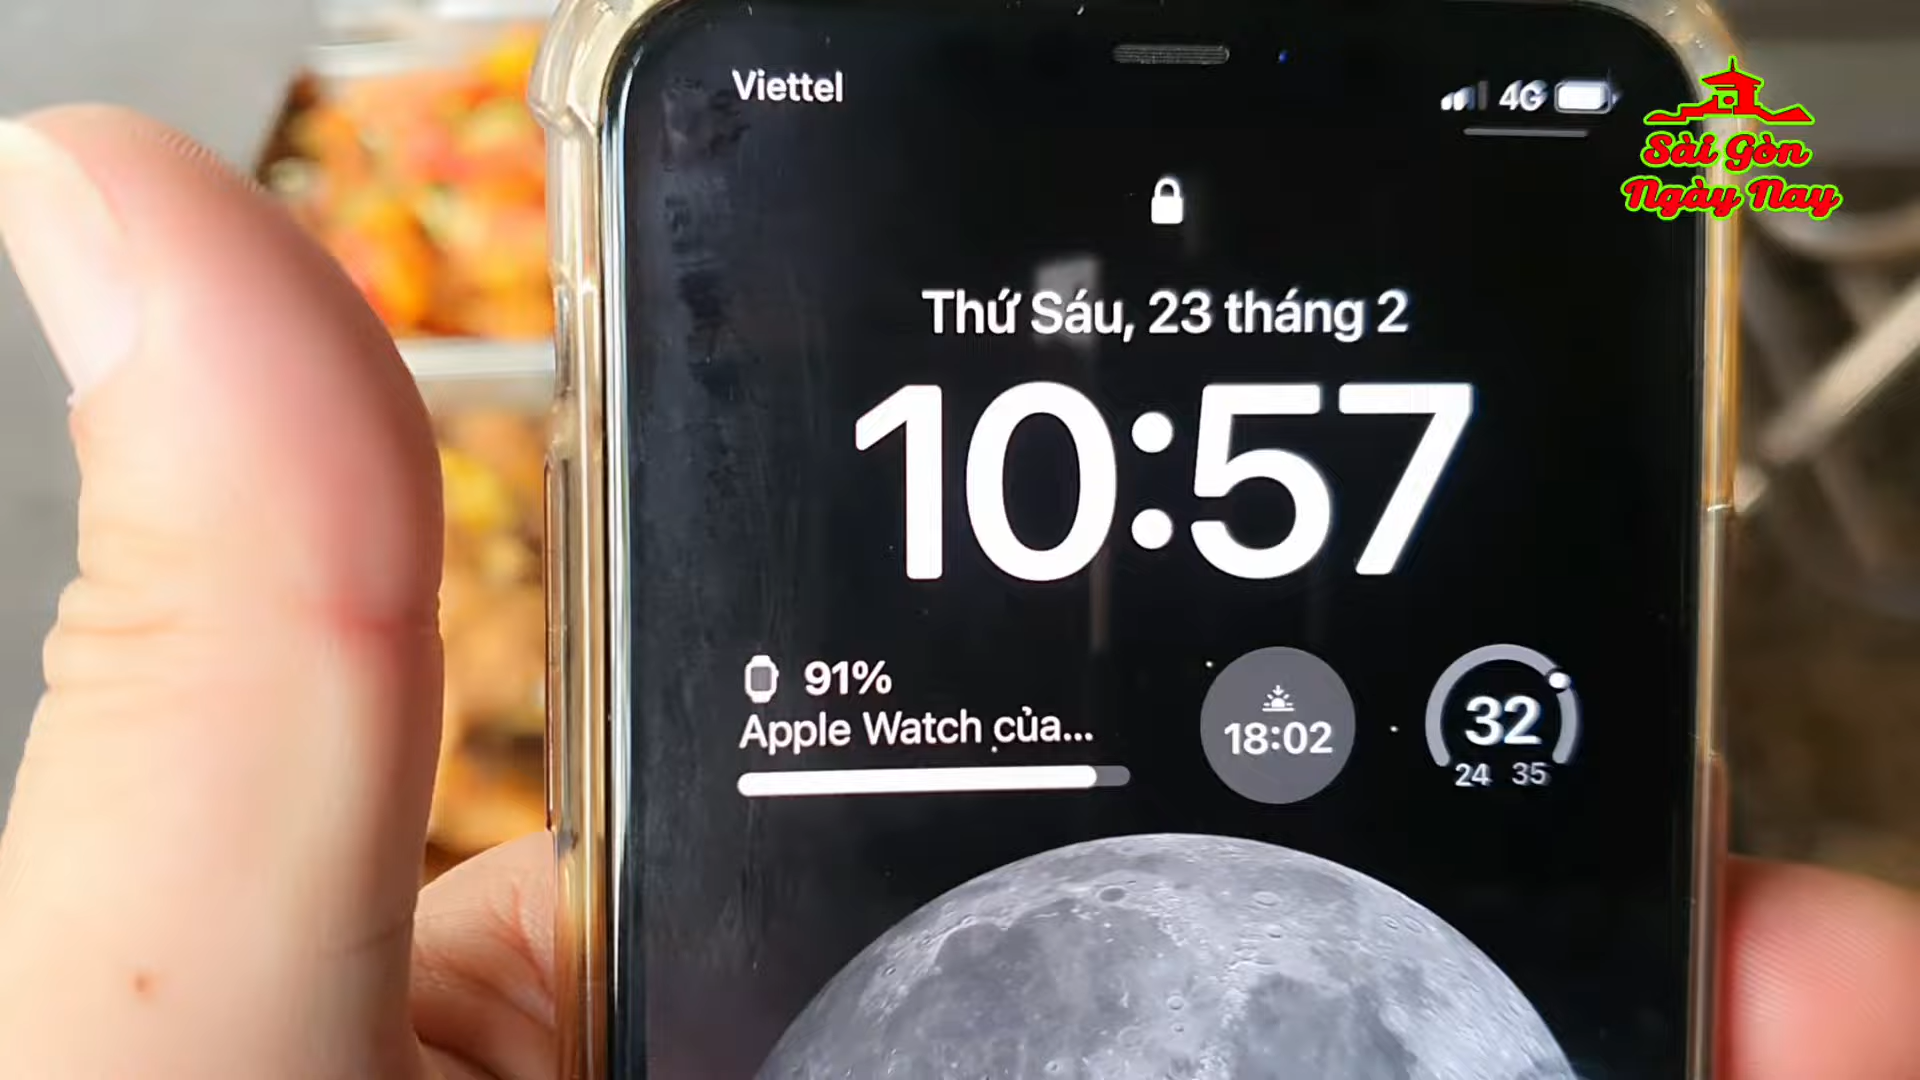 Viettel
4G
Sài Gòn
Ngày Nay
Thứ Sáu, 23 tháng 2
10:57
91%
Apple Watch của...
18:02
32
24 35